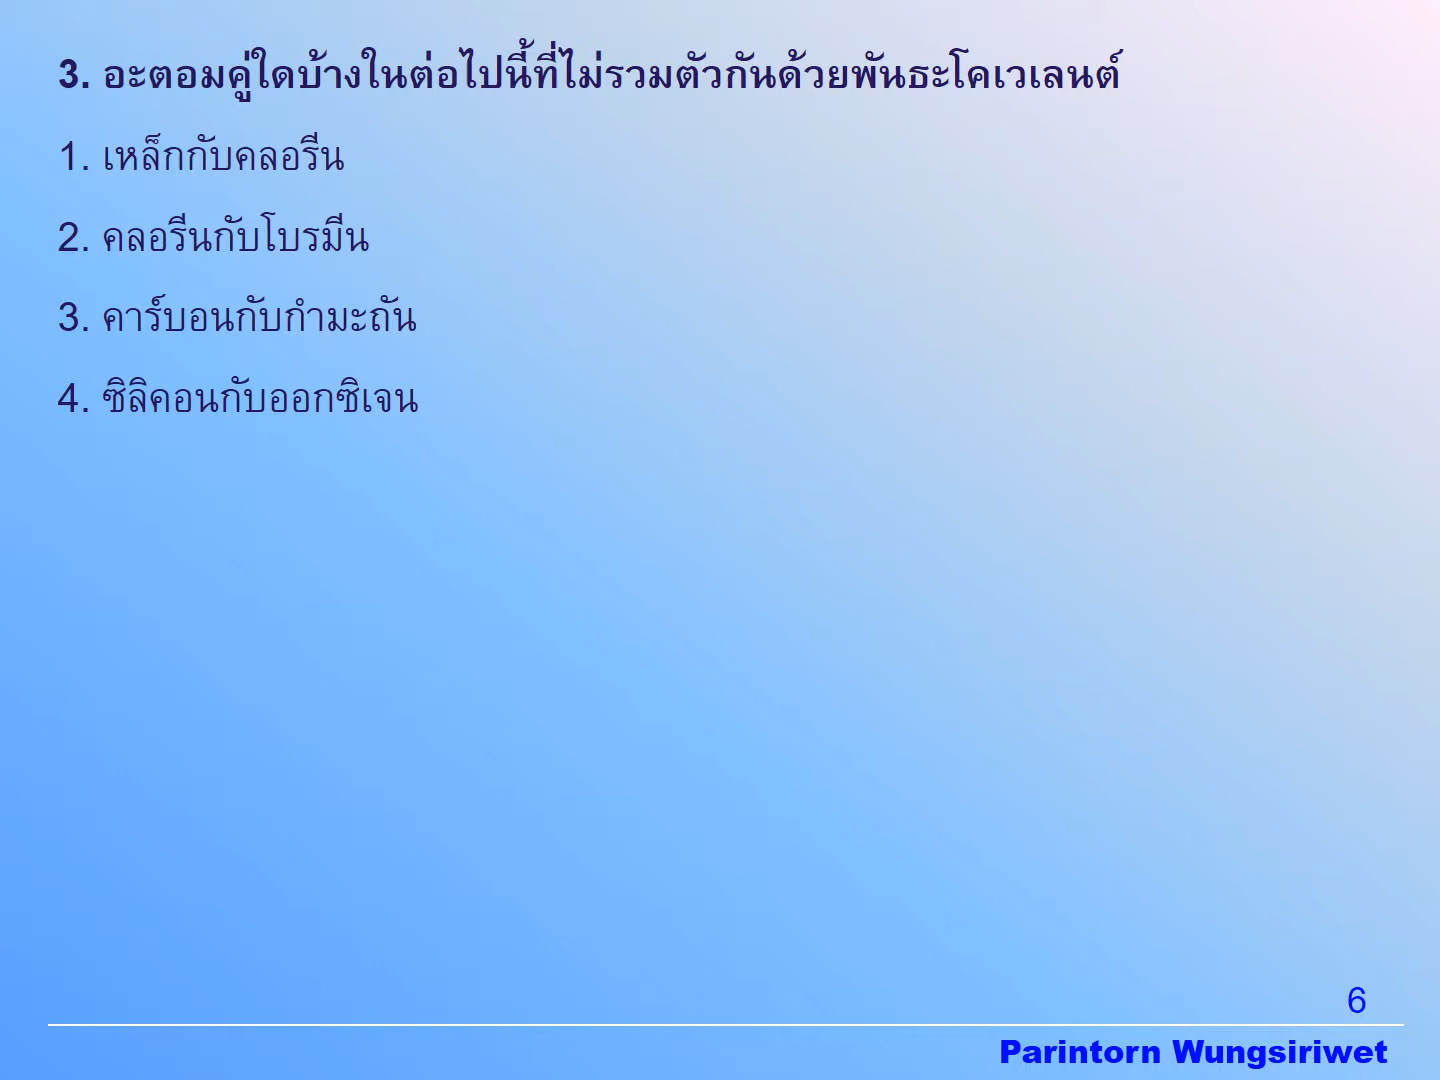 3. อะตอมคู่ใดบ้างในต่อไปนี้ที่ไม่รวมตัวกันด้วยพันธะโคเวเลนต์
1. เหล็กกับคลอรีน
2. คลอรีนกับโบรมีน
3. คาร์บอนกับกำมะถัน
4. ซิลิคอนกับออกซิเจน
6
Parintorn Wungsiriwet